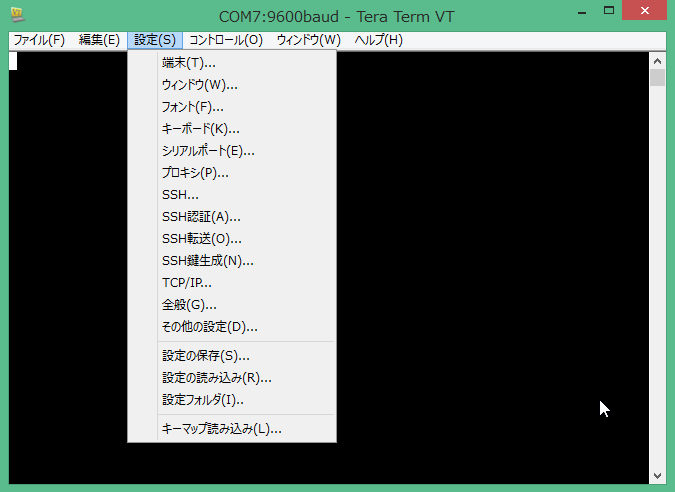 COM7:9600baud - Tera Term VT
ファイル(F) 編集(E) 設定(S) コントロール(O) ウィンドウ(W) ヘルプ(H)
端末(T)...
ウィンドウ(W)...
フォント(F)...
キーボード(K)...
シリアルポート(E)...
プロキシ(P)...
SSH...
SSH認証(A)...
SSH転送(O)...
SSH鍵生成(N)...
TCP/IP...
全般(G)...
その他の設定(D)...
設定の保存(S)...
設定の読み込み(R)...
設定フォルダ(I)..
キーマップ読み込み(L)...